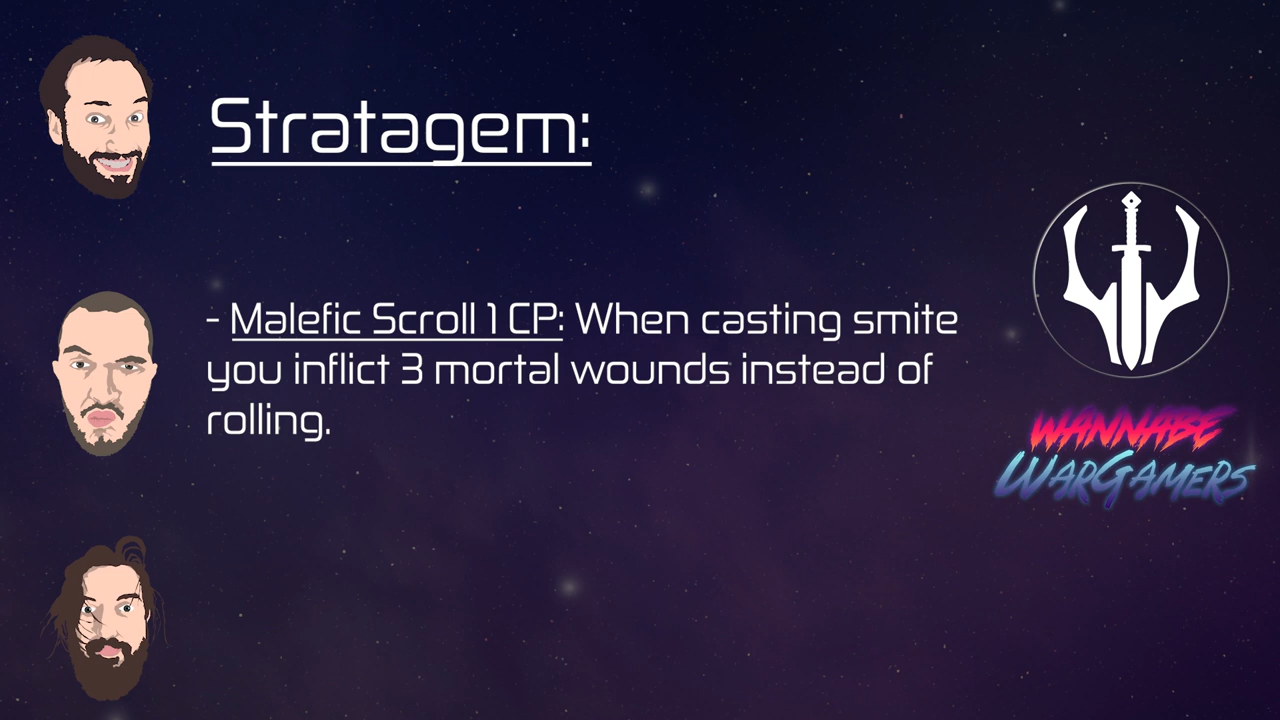 Stratagem:
- Malefic Scroll 1 CP: When casting smite
you inflict 3 mortal wounds instead of
rolling.
WANNABE
WARGAMERS